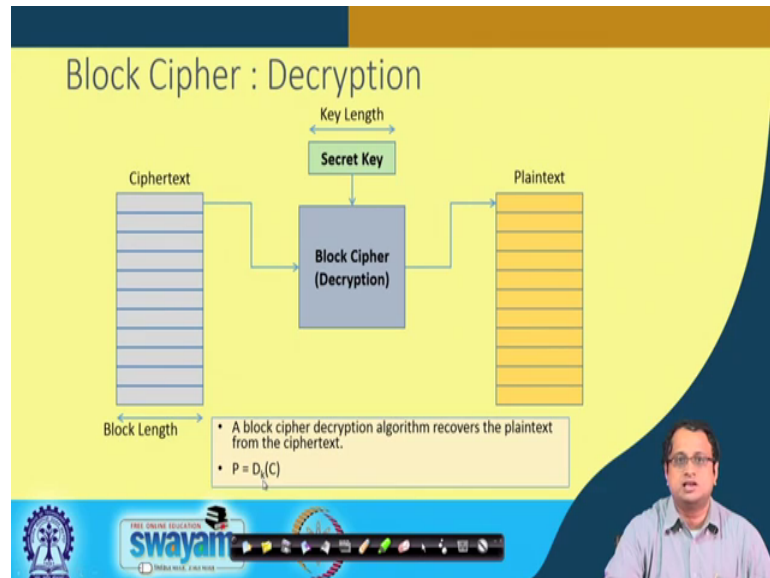 Block Cipher : Decryption
Key Length
Secret Key
Ciphertext
Plaintext
Block Cipher
(Decryption)
Block Length
• A block cipher decryption algorithm recovers the plaintext
from the ciphertext.
• P = Dk(C)
FREE ONLINE EDUCATION
swayam